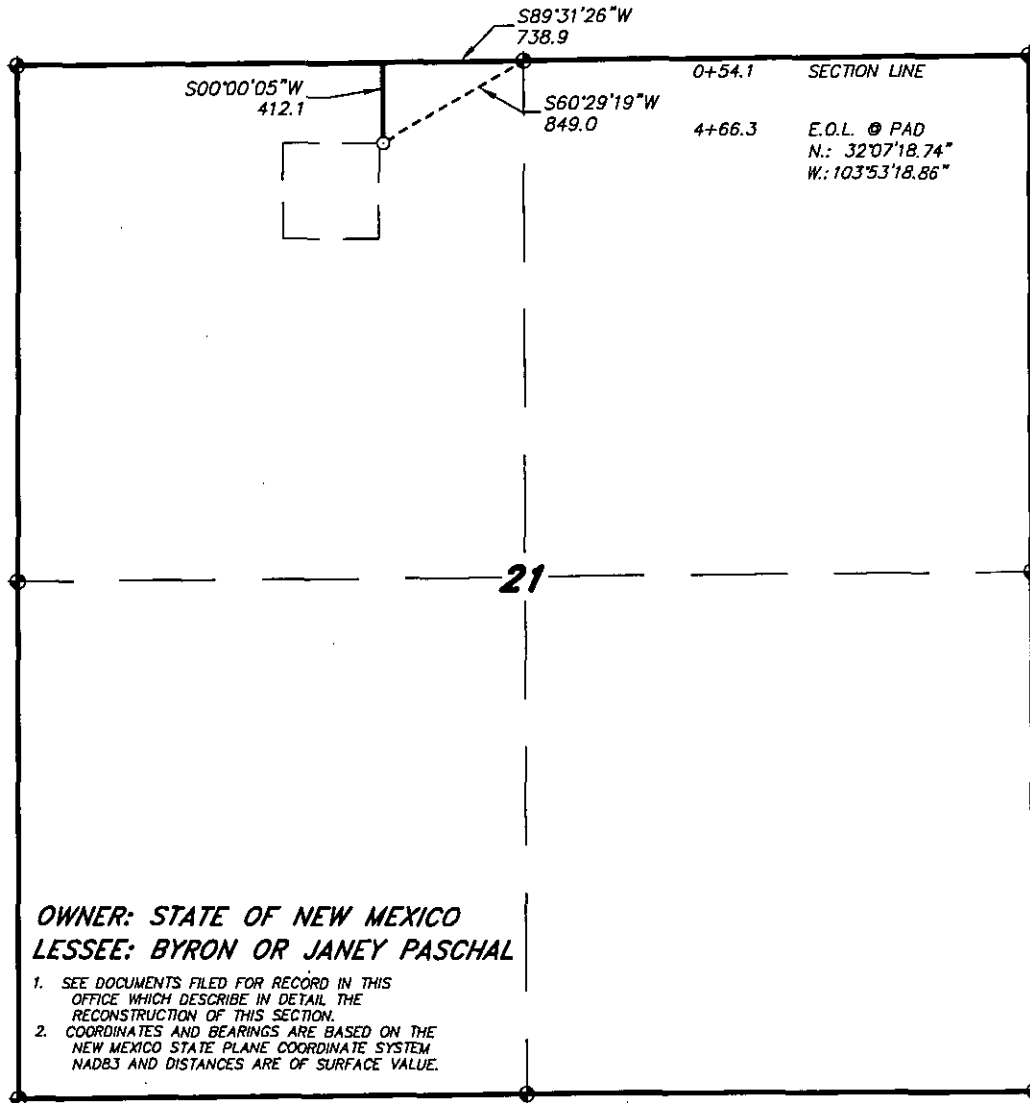 S89°31'26"W
738.9
0+54.1 SECTION LINE
S00°00'05"W
412.1
S60°29'19"W
849.0
4+66.3 E.O.L. @ PAD
N.: 32°07'18.74"
W.: 103°53'18.86"
21
OWNER: STATE OF NEW MEXICO
LESSEE: BYRON OR JANEY PASCHAL
1. SEE DOCUMENTS FILED FOR RECORD IN THIS
OFFICE WHICH DESCRIBE IN DETAIL THE
RECONSTRUCTION OF THIS SECTION.
2. COORDINATES AND BEARINGS ARE BASED ON THE
NEW MEXICO STATE PLANE COORDINATE SYSTEM
NAD83 AND DISTANCES ARE OF SURFACE VALUE.